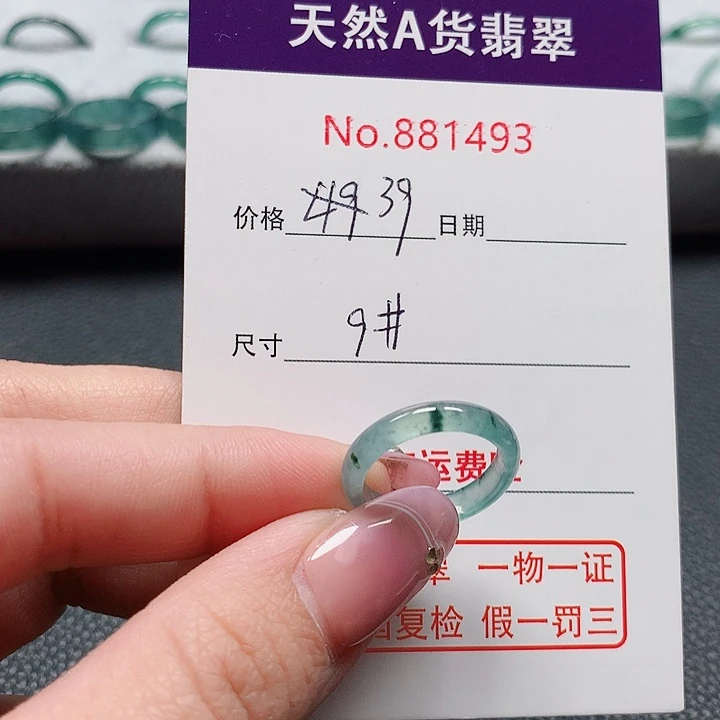 天然A货翡翠
No.881493
价格 49 39 日期
尺寸 9#
运费
翠 一物一证
复检 假一罚三